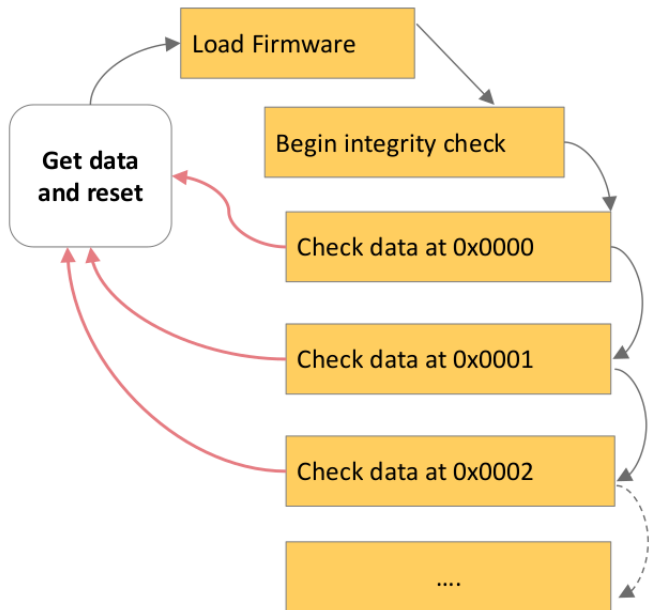 Load Firmware
Begin integrity check
Get data
and reset
Check data at 0x0000
Check data at 0x0001
Check data at 0x0002
....